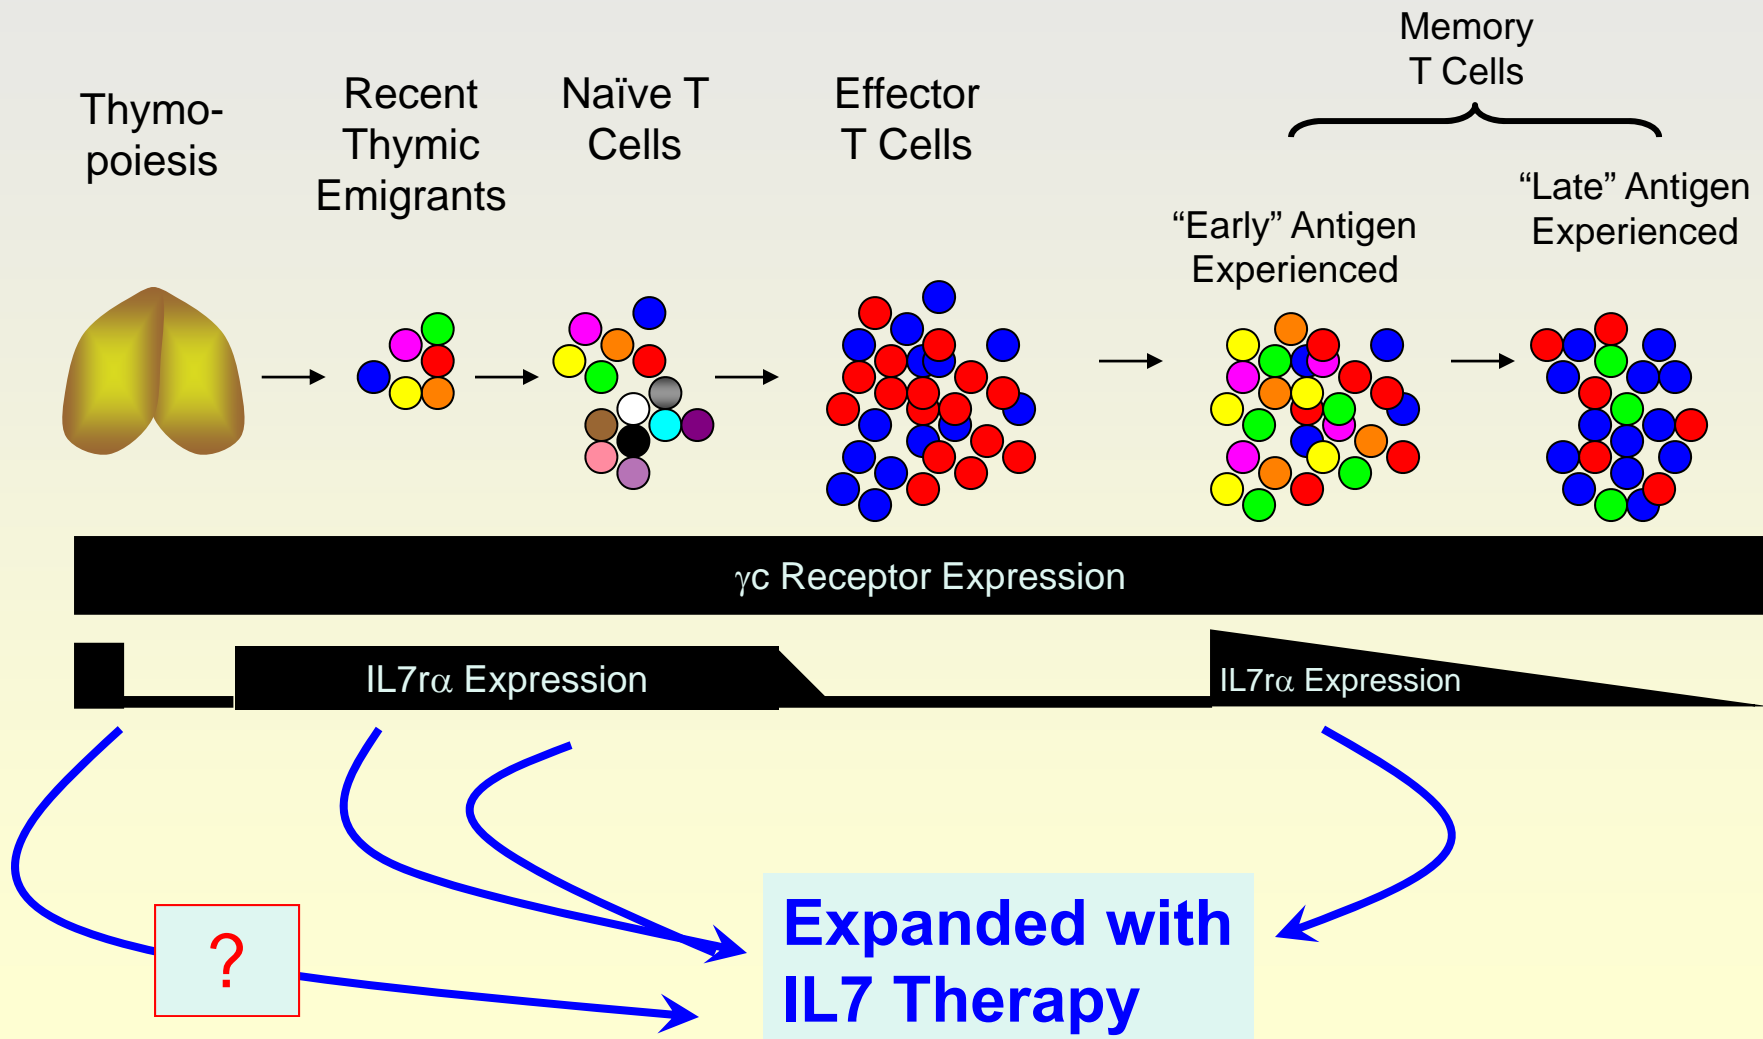 Thymo-
poiesis
Recent
Thymic
Emigrants
Naïve T
Cells
Effector
T Cells
Memory
T Cells
“Early” Antigen
Experienced
“Late” Antigen
Experienced
γc Receptor Expression
IL7rα Expression
IL7rα Expression
?
Expanded with
IL7 Therapy